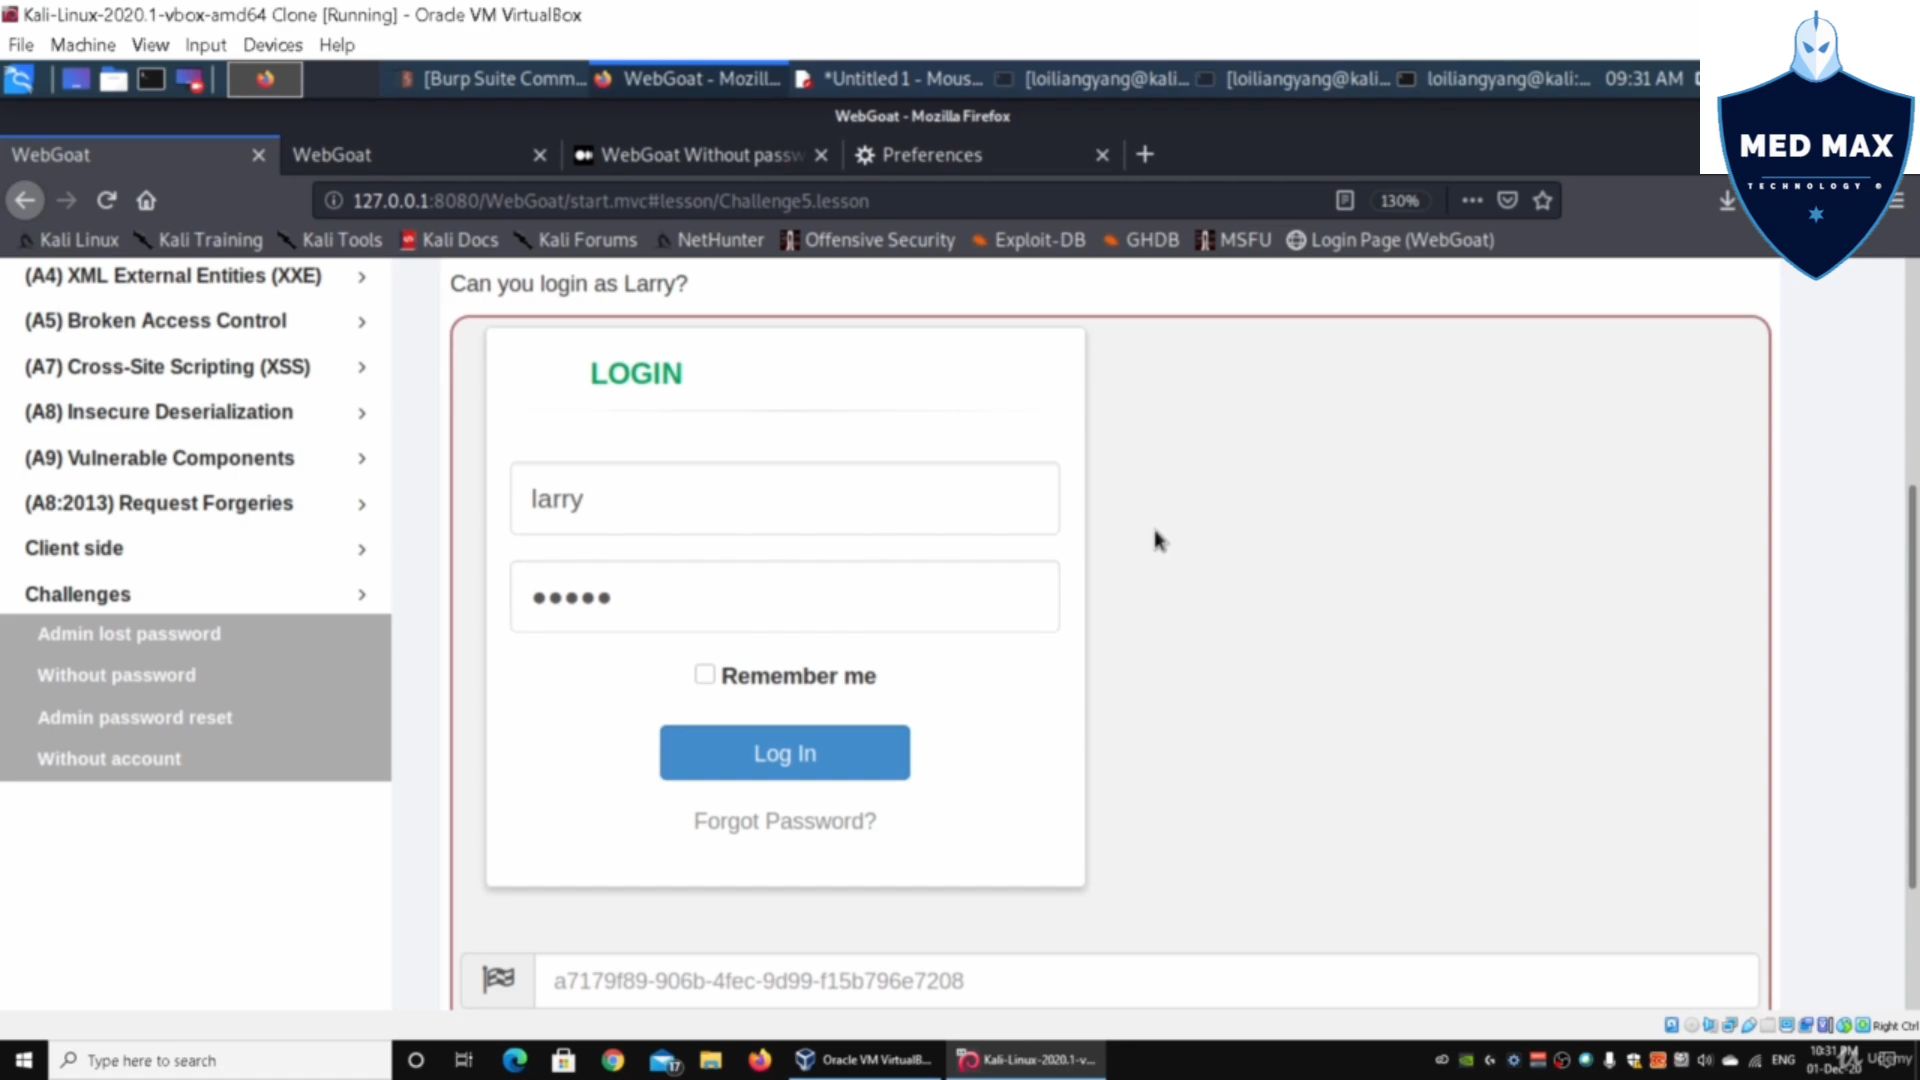 Kali-Linux-2020.1-vbox-amd64 Clone [Running] - Oracle VM VirtualBox
File Machine View Input Devices Help
[Burp Suite Comm... WebGoat - Mozill... *Untitled 1 - Mous... [loiliangyang@kali... [loiliangyang@kali... loiliangyang@kali:... 09:31 AM
WebGoat - Mozilla Firefox
MED MAX
TECHNOLOGY
WebGoat WebGoat WebGoat Without passw Preferences
127.0.0.1:8080/WebGoat/start.mvc#lesson/Challenge5.lesson 130%
Kali Linux Kali Training Kali Tools Kali Docs Kali Forums NetHunter Offensive Security Exploit-DB GHDB MSFU Login Page (WebGoat)
(A4) XML External Entities (XXE)
(A5) Broken Access Control
(A7) Cross-Site Scripting (XSS)
(A8) Insecure Deserialization
(A9) Vulnerable Components
(A8:2013) Request Forgeries
Client side
Challenges
Admin lost password
Without password
Admin password reset
Without account
Can you login as Larry?
LOGIN
larry
Remember me
Log In
Forgot Password?
a7179f89-906b-4fec-9d99-f15b796e7208
Right Ctrl
Type here to search
17
Oracle VM VirtualB...
Kali-Linux-2020.1-v...
ENG
10:31 PM
01-Dec-20